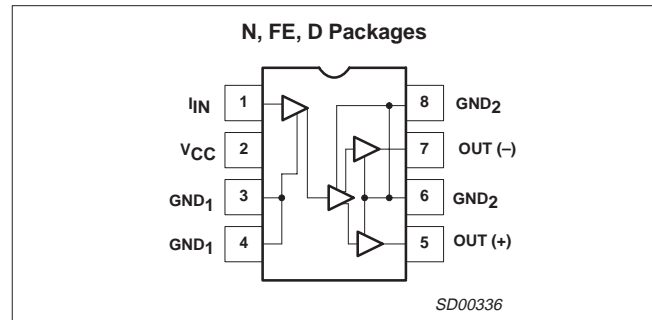 N, FE, D Packages
IIN 1 8 GND2
VCC 2 7 OUT (–)
GND1 3 6 GND2
GND1 4 5 OUT (+)
SD00336